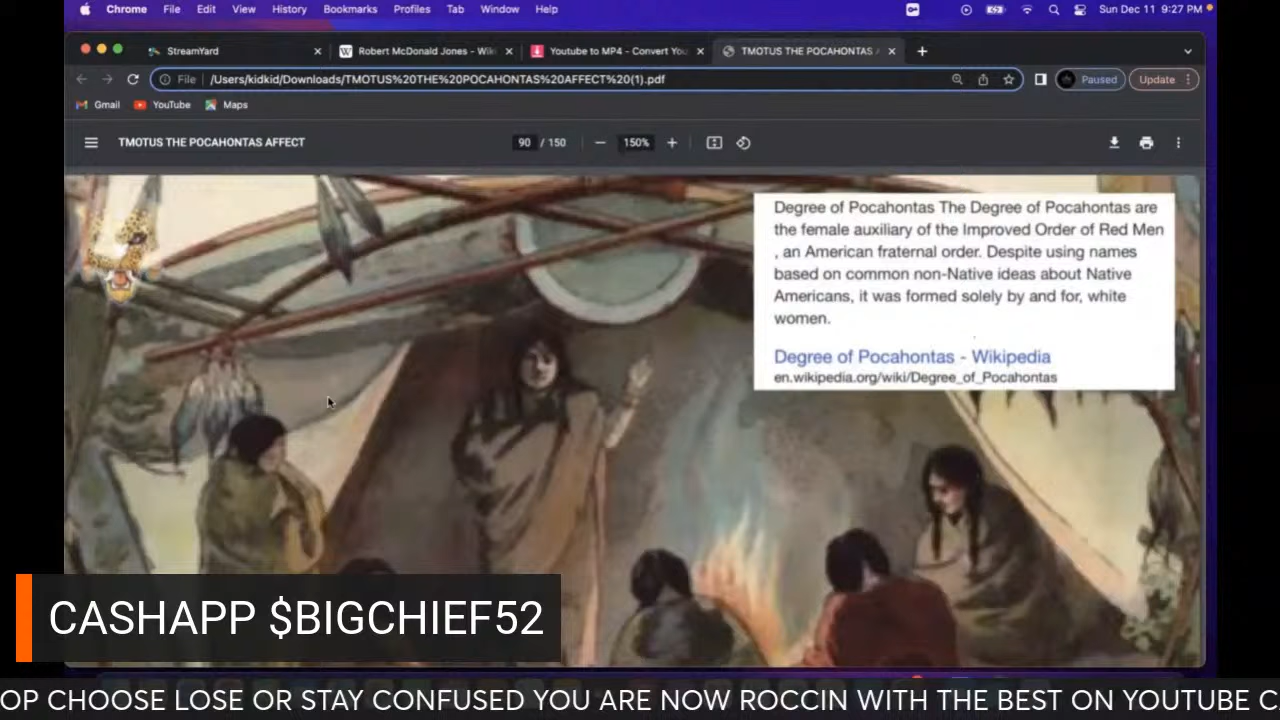 Chrome File Edit View History Bookmarks Profiles Tab Window Help Sun Dec 11 9:27 PM
StreamYard Robert McDonald Jones - Wiki Youtube to MP4 - Convert You TMOTUS THE POCAHONTAS A
File /Users/kidkid/Downloads/TMOTUS%20THE%20POCAHONTAS%20AFFECT%20(1).pdf Paused Update
Gmail YouTube Maps
TMOTUS THE POCAHONTAS AFFECT 90 / 150 150%
Degree of Pocahontas The Degree of Pocahontas are
the female auxiliary of the Improved Order of Red Men
, an American fraternal order. Despite using names
based on common non-Native ideas about Native
Americans, it was formed solely by and for, white
women.
Degree of Pocahontas - Wikipedia
en.wikipedia.org/wiki/Degree_of_Pocahontas
CASHAPP $BIGCHIEF52
OP CHOOSE LOSE OR STAY CONFUSED YOU ARE NOW ROCCIN WITH THE BEST ON YOUTUBE C